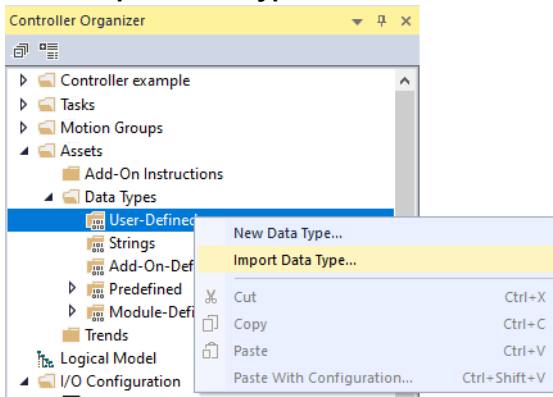 Controller Organizer
Controller example
Tasks
Motion Groups
Assets
Add-On Instructions
Data Types
User-Defined
New Data Type...
Strings
Import Data Type...
Add-On-Def
Predefined
Cut Ctrl+X
Module-Defi
Copy Ctrl+C
Trends
Paste Ctrl+V
Logical Model
Paste With Configuration... Ctrl+Shift+V
I/O Configuration